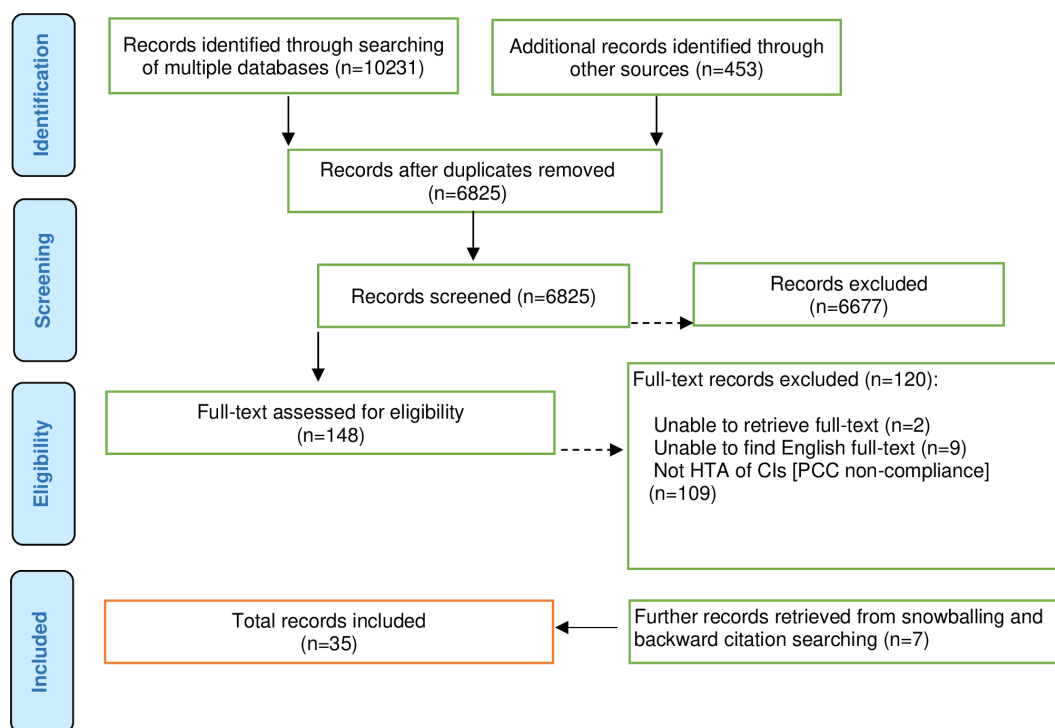 Identification
Records identified through searching
of multiple databases (n=10231)
Additional records identified through
other sources (n=453)
Records after duplicates removed
(n=6825)
Screening
Records screened (n=6825)
Records excluded
(n=6677)
Eligibility
Full-text assessed for eligibility
(n=148)
Full-text records excluded (n=120):
Unable to retrieve full-text (n=2)
Unable to find English full-text (n=9)
Not HTA of CIs [PCC non-compliance]
(n=109)
Included
Total records included
(n=35)
Further records retrieved from snowballing and
backward citation searching (n=7)